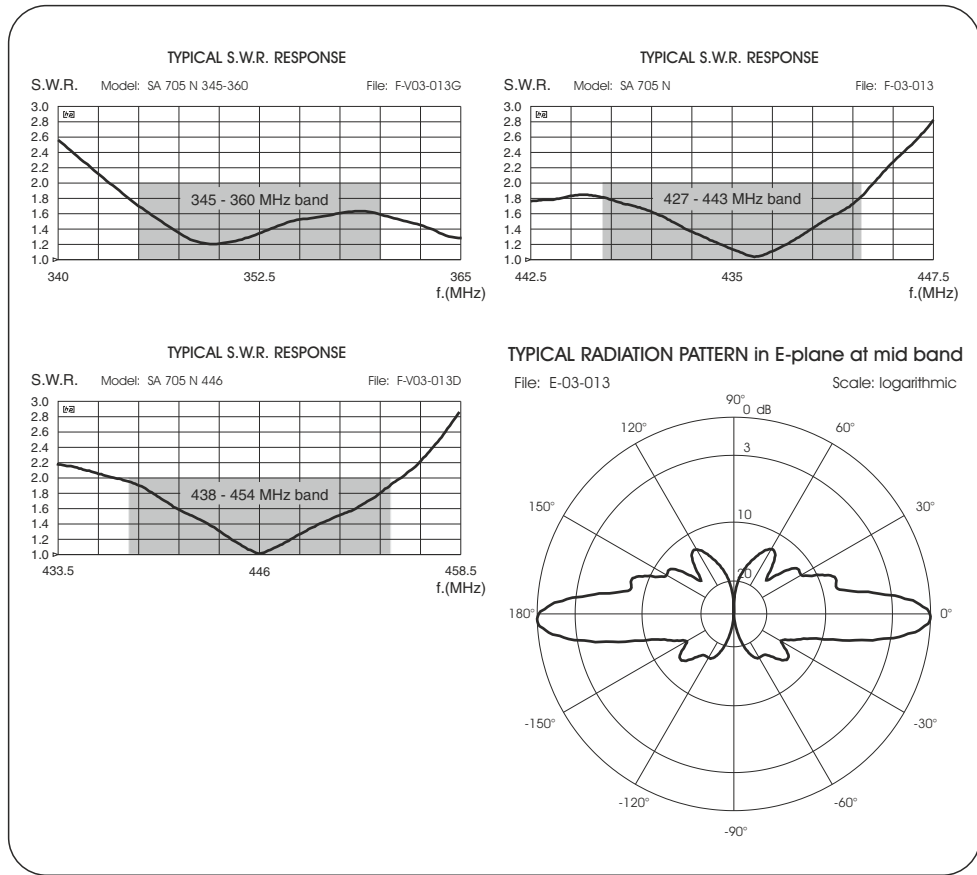 TYPICAL S.W.R. RESPONSE
S.W.R. Model: SA 705 N 345-360 File: F-V03-013G
3.0
2.8
2.6
2.4
2.2
2.0
1.8
1.6
1.4
1.2
1.0
345 - 360 MHz band
340 352.5 365
f.(MHz)
TYPICAL S.W.R. RESPONSE
S.W.R. Model: SA 705 N File: F-03-013
3.0
2.8
2.6
2.4
2.2
2.0
1.8
1.6
1.4
1.2
1.0
427 - 443 MHz band
442.5 435 447.5
f.(MHz)
TYPICAL S.W.R. RESPONSE
S.W.R. Model: SA 705 N 446 File: F-V03-013D
3.0
2.8
2.6
2.4
2.2
2.0
1.8
1.6
1.4
1.2
1.0
438 - 454 MHz band
433.5 446 458.5
f.(MHz)
TYPICAL RADIATION PATTERN in E-plane at mid band
File: E-03-013 Scale: logarithmic
90°
0 dB
120° 60°
3
150° 10 30°
20
180° 0°
-150° -30°
-120° -60°
-90°